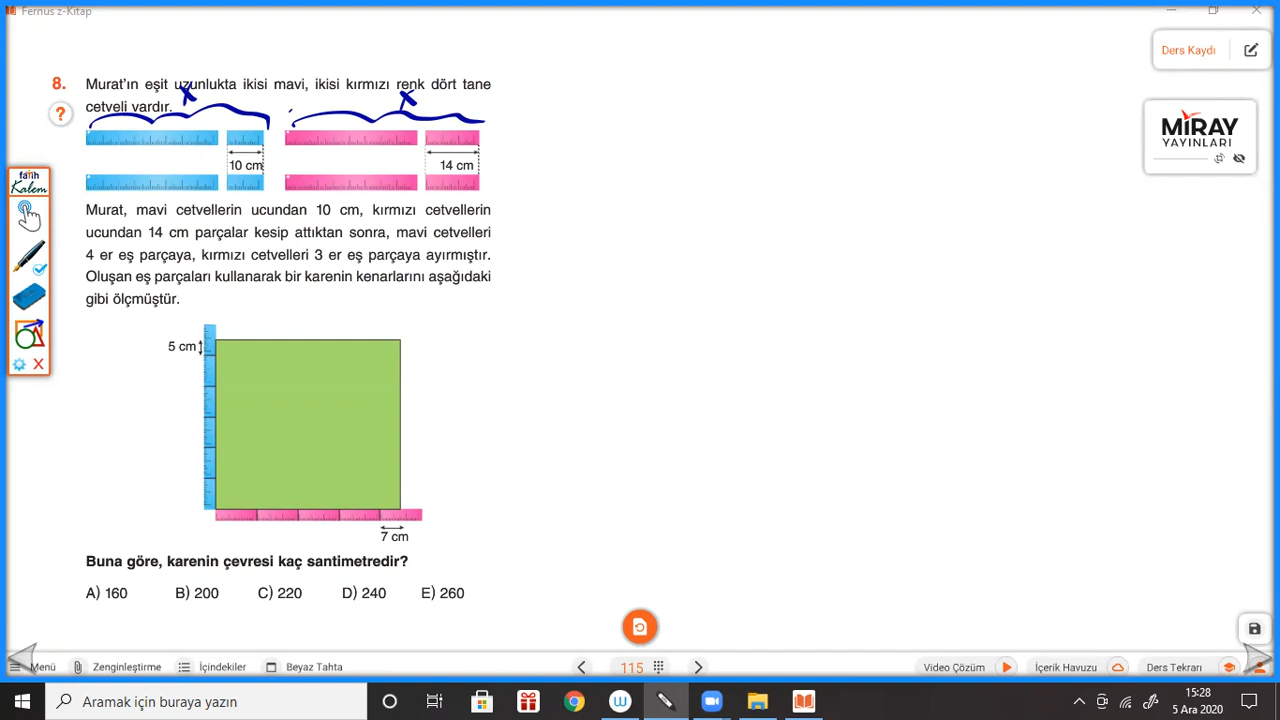 Fernus z-Kitap
Ders Kaydı
8. Murat'ın eşit uzunlukta ikisi mavi, ikisi kırmızı renk dört tane
cetveli vardır.
?
x
x
MİRAY
YAYINLARI
10 cm
14 cm
fatih
Kalem
Murat, mavi cetvellerin ucundan 10 cm, kırmızı cetvellerin
ucundan 14 cm parçalar kesip attıktan sonra, mavi cetvelleri
4 er eş parçaya, kırmızı cetvelleri 3 er eş parçaya ayırmıştır.
Oluşan eş parçaları kullanarak bir karenin kenarlarını aşağıdaki
gibi ölçmüştür.
5 cm
X
7 cm
Buna göre, karenin çevresi kaç santimetredir?
A) 160 B) 200 C) 220 D) 240 E) 260
Menü Zenginleştirme İçindekiler Beyaz Tahta 115 Video Çözüm İçerik Havuzu Ders Tekrarı
Aramak için buraya yazın
15:28
5 Ara 2020